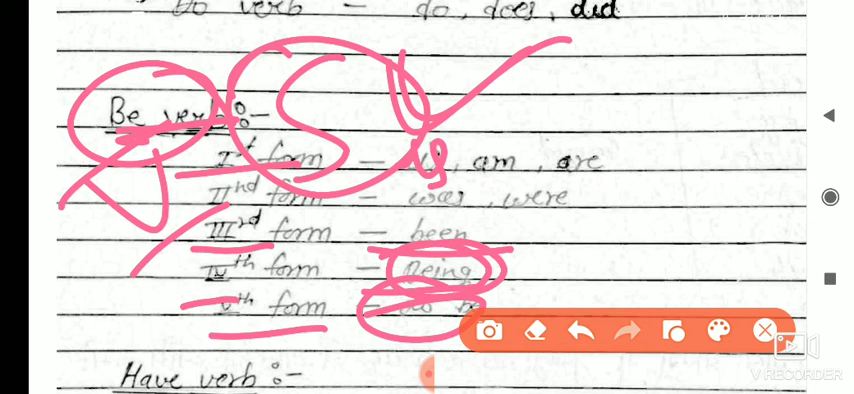 Do verb – do, does, did
Be verb :-
Ist form – is, am, are
IInd form – was, were
IIIrd form – been
IVth form – Being
Vth form –
Have verb :-
V RECORDER